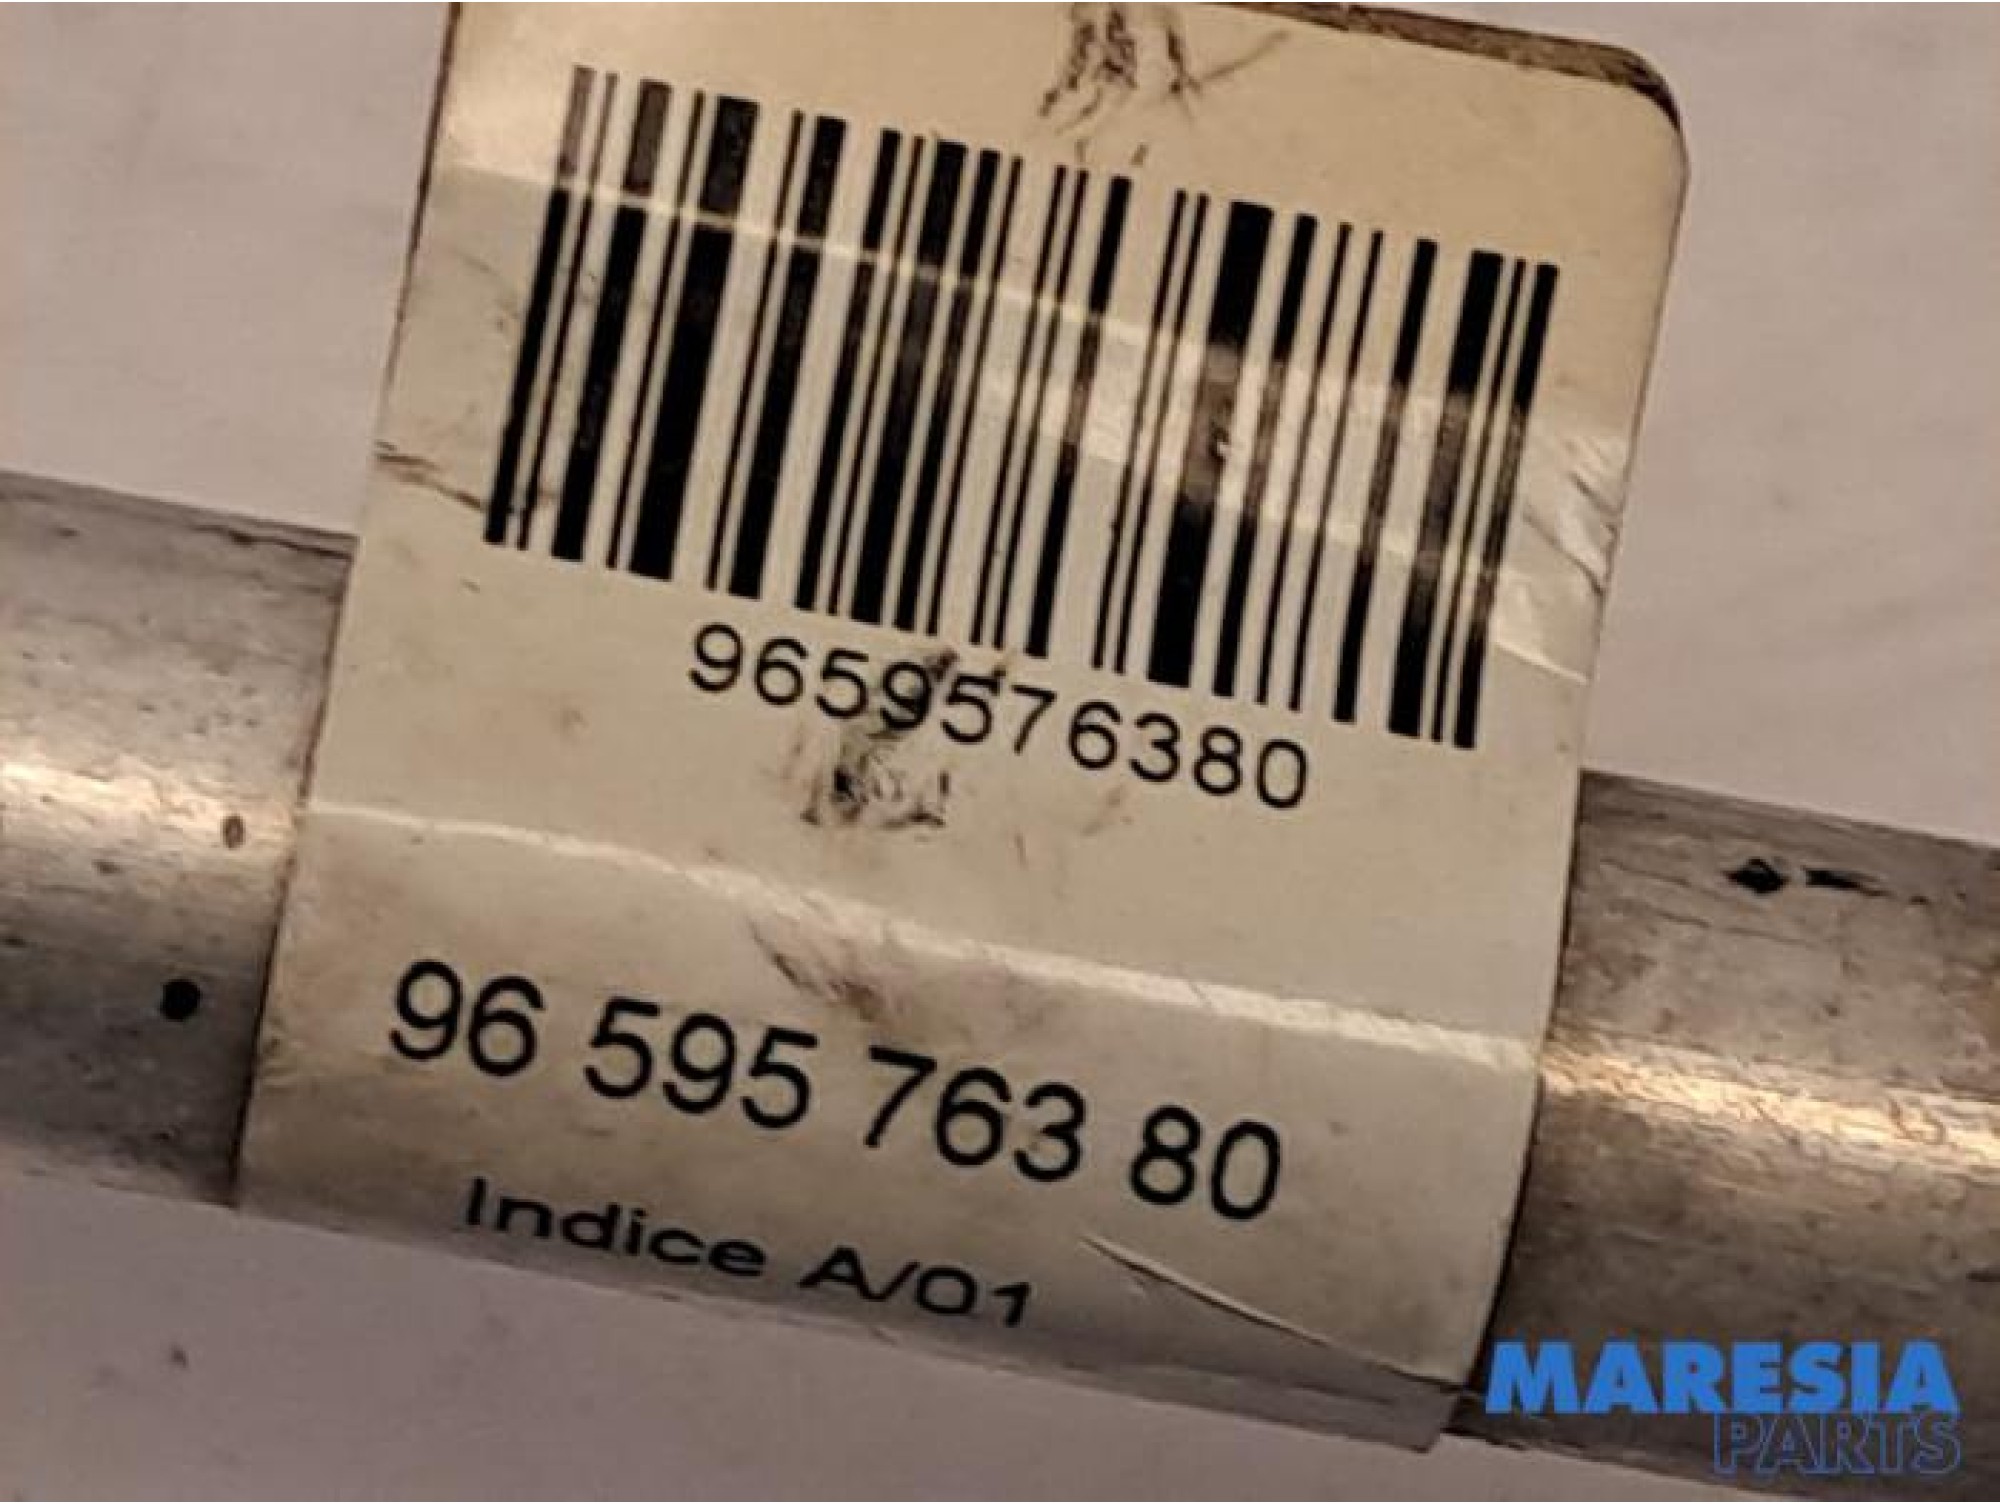 9659576380
96 595 763 80
Indice A/01
MARESIA
PARTS